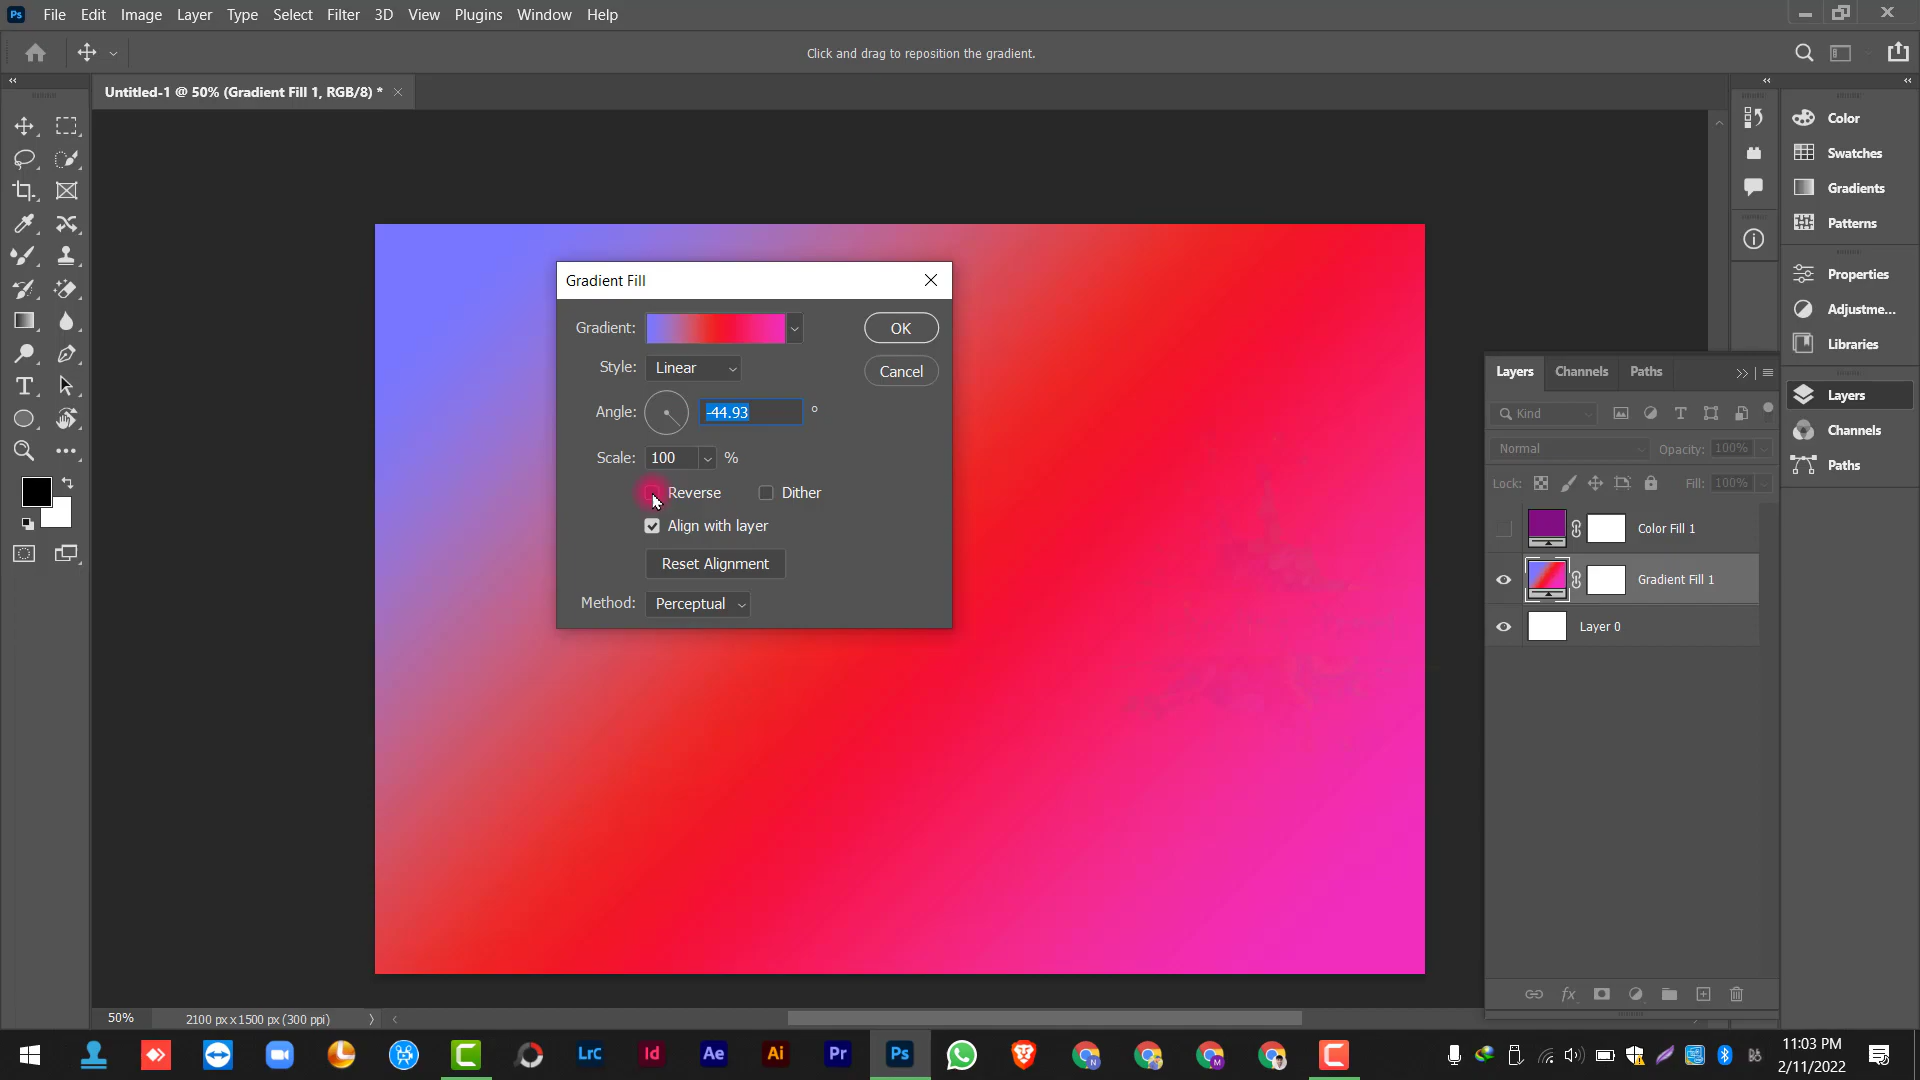 Ps File Edit Image Layer Type Select Filter 3D View Plugins Window Help
Click and drag to reposition the gradient.
Untitled-1 @ 50% (Gradient Fill 1, RGB/8) *
Color
Swatches
Gradients
Patterns
Properties
Adjustme...
Libraries
Layers
Channels
Paths
Gradient Fill
Gradient:
OK
Style: Linear
Cancel
Angle: -44.93 °
Scale: 100 %
Reverse Dither
Align with layer
Reset Alignment
Method: Perceptual
Layers Channels Paths
Kind
Normal Opacity: 100%
Lock: Fill: 100%
Color Fill 1
Gradient Fill 1
Layer 0
fx
50% 2100 px x 1500 px (300 ppi)
LrC Id Ae Ai Pr Ps
N
M
11:03 PM
2/11/2022